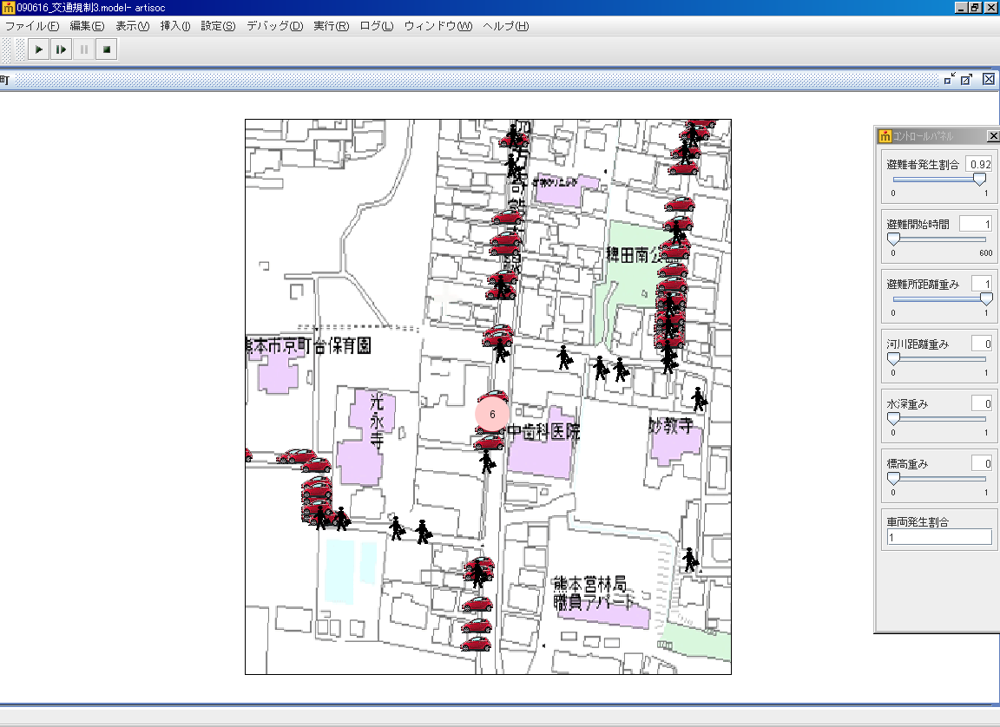 090616_交通規制3.model- artisoc
ファイル(F) 編集(E) 表示(V) 挿入(I) 設定(S) デバッグ(D) 実行(R) ログ(L) ウィンドウ(W) ヘルプ(H)
町
コントロールパネル
避難者発生割合 0.92
0 1
避難開始時間 1
0 600
避難所距離重み 1
0 1
河川距離重み 0
0 1
水深重み 0
0 1
標高重み 0
0 1
車両発生割合
1
稗田南公
熊本市京町台保育園
光永寺
6
中歯科医院
妙教寺
熊本営林局
職員アパート